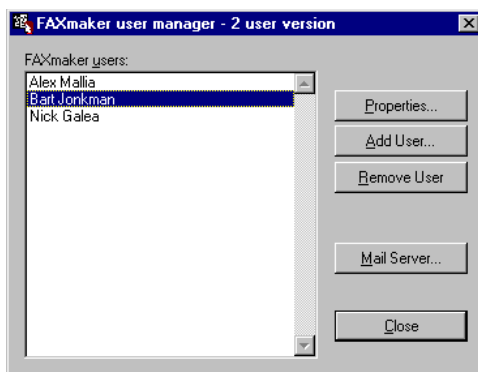 FAXmaker user manager - 2 user version
FAXmaker users:
Alex Mallia
Bart Jonkman
Nick Galea
Properties...
Add User...
Remove User
Mail Server...
Close